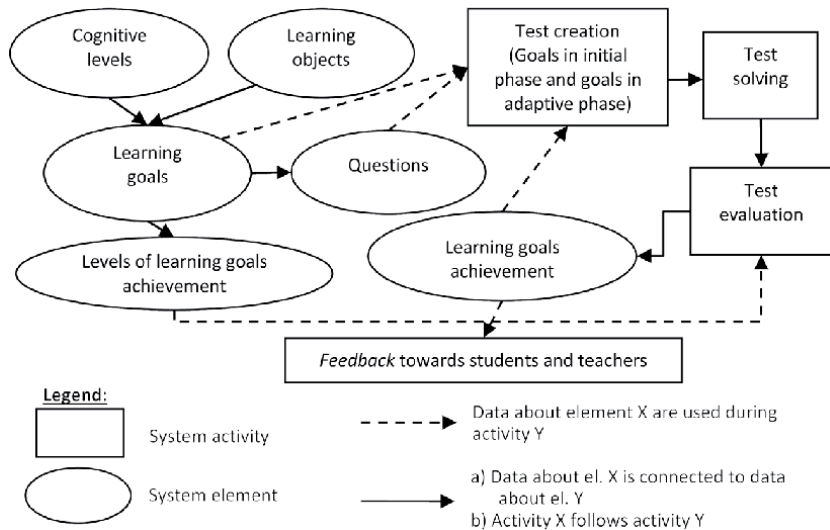 Cognitive
levels
Learning
objects
Test creation
(Goals in initial
phase and goals in
adaptive phase)
Test
solving
Learning
goals
Questions
Test
evaluation
Levels of learning goals
achievement
Learning goals
achievement
Feedback towards students and teachers
Legend:
System activity
Data about element X are used during
activity Y
System element
a) Data about el. X is connected to data
about el. Y
b) Activity X follows activity Y